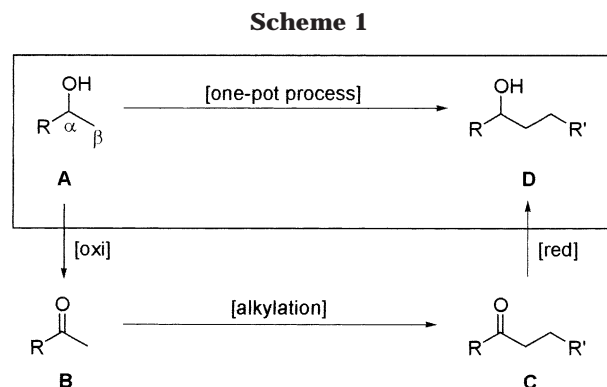 Scheme 1
OH
OH
[one-pot process]
R
α
β
R
R'
A
D
[oxi]
[red]
O
O
[alkylation]
R
R
R'
B
C